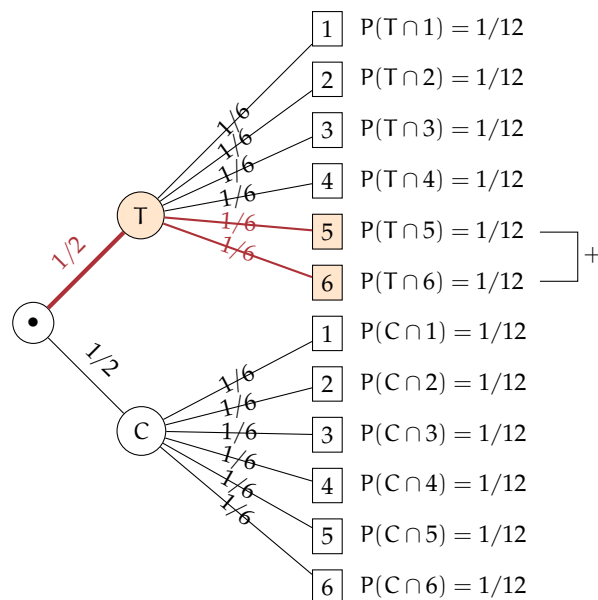 1 P(T ∩ 1) = 1/12
1/6
2 P(T ∩ 2) = 1/12
1/6
3 P(T ∩ 3) = 1/12
1/6
4 P(T ∩ 4) = 1/12
1/6
T
1/6
5 P(T ∩ 5) = 1/12
1/2
1/6
+
6 P(T ∩ 6) = 1/12
1 P(C ∩ 1) = 1/12
1/2
1/6
2 P(C ∩ 2) = 1/12
1/6
C
1/6
3 P(C ∩ 3) = 1/12
1/6
4 P(C ∩ 4) = 1/12
1/6
1/6
5 P(C ∩ 5) = 1/12
6 P(C ∩ 6) = 1/12